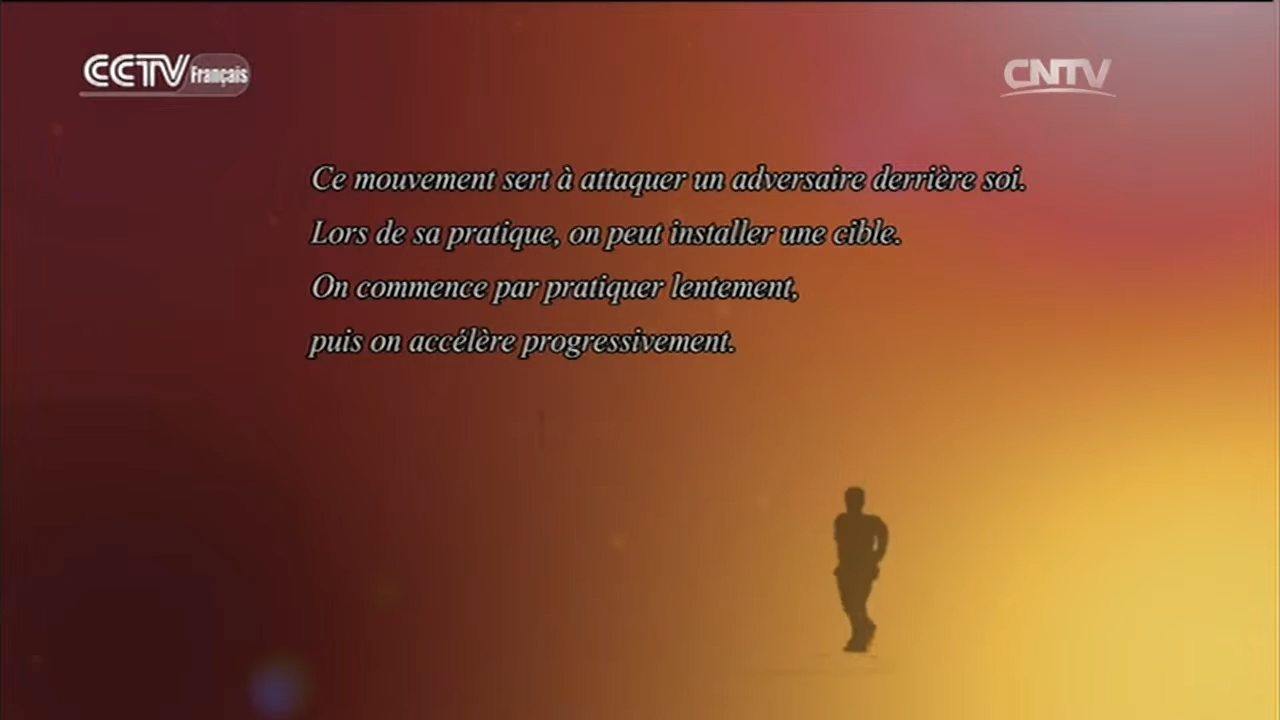 CCTV Français
CNTV
Ce mouvement sert à attaquer un adversaire derrière soi.
Lors de sa pratique, on peut installer une cible.
On commence par pratiquer lentement,
puis on accélère progressivement.